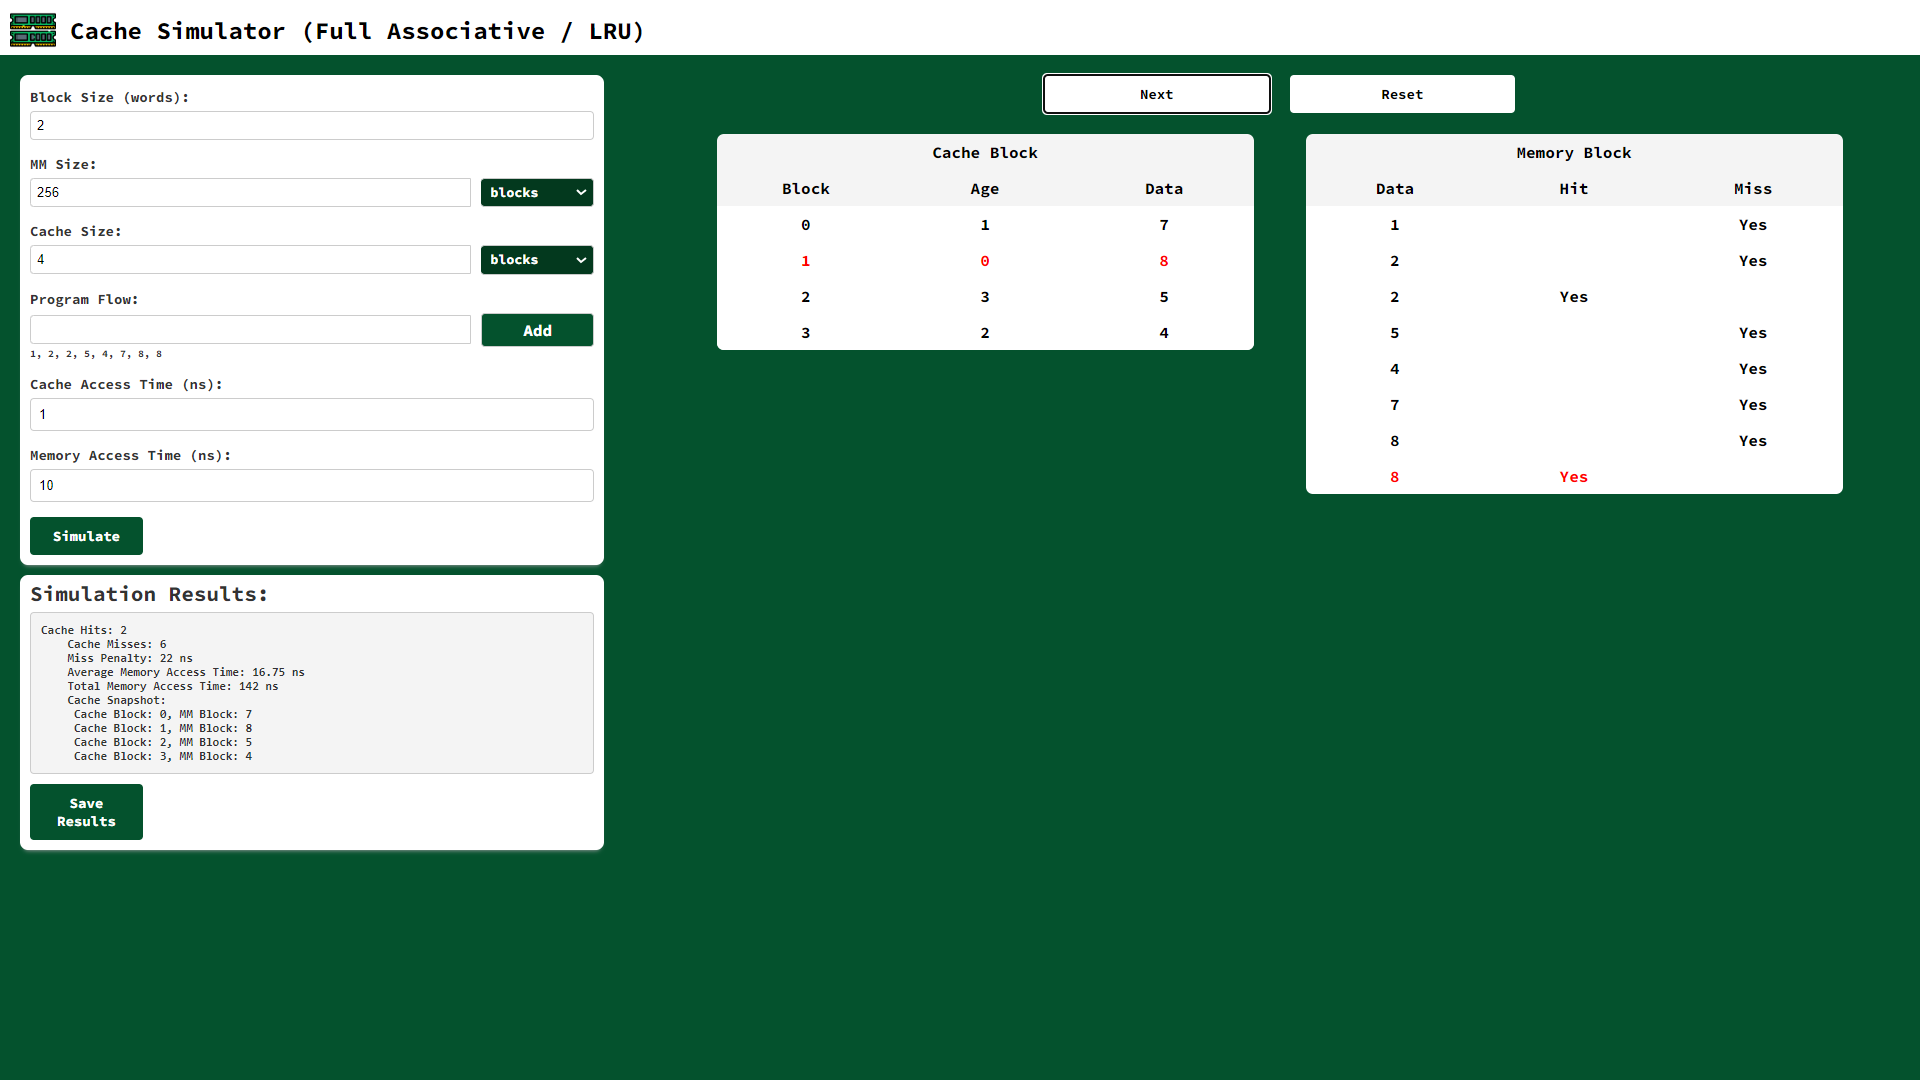 Cache Simulator (Full Associative / LRU)
Block Size (words):
2
MM Size:
256 blocks
Cache Size:
4 blocks
Program Flow:
Add
1, 2, 2, 5, 4, 7, 8, 8
Cache Access Time (ns):
1
Memory Access Time (ns):
10
Simulate
Simulation Results:
Cache Hits: 2
Cache Misses: 6
Miss Penalty: 22 ns
Average Memory Access Time: 16.75 ns
Total Memory Access Time: 142 ns
Cache Snapshot:
Cache Block: 0, MM Block: 7
Cache Block: 1, MM Block: 8
Cache Block: 2, MM Block: 5
Cache Block: 3, MM Block: 4
Save
Results
Next Reset
Cache Block
Block Age Data
0 1 7
1 0 8
2 3 5
3 2 4
Memory Block
Data Hit Miss
1 Yes
2 Yes
2 Yes
5 Yes
4 Yes
7 Yes
8 Yes
8 Yes